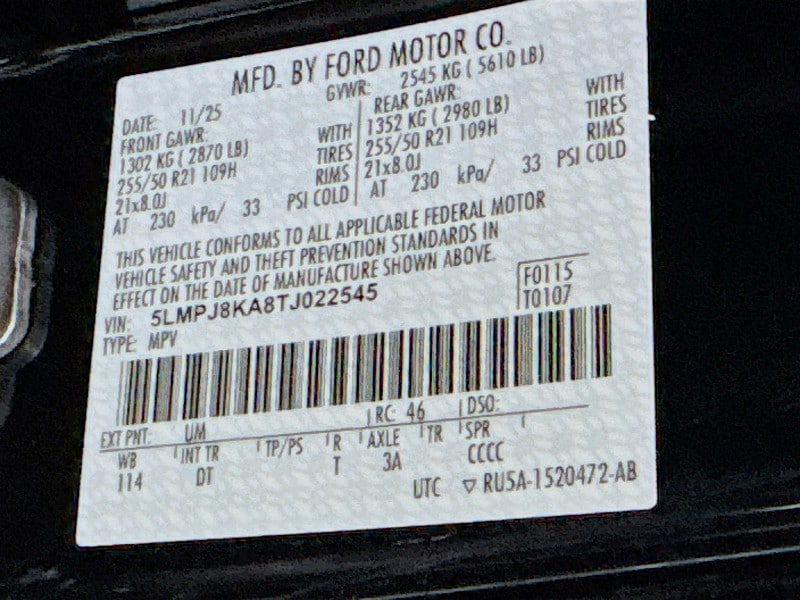 MFD. BY FORD MOTOR CO.
DATE: 11/25 GVWR: 2545 KG ( 5610 LB)
FRONT GAWR: REAR GAWR:
1302 KG ( 2870 LB) WITH 1352 KG ( 2980 LB) WITH
255/50 R21 109H TIRES 255/50 R21 109H TIRES
21x8.0J RIMS 21x8.0J RIMS
AT 230 kPa/ 33 PSI COLD AT 230 kPa/ 33 PSI COLD
THIS VEHICLE CONFORMS TO ALL APPLICABLE FEDERAL MOTOR
VEHICLE SAFETY AND THEFT PREVENTION STANDARDS IN
EFFECT ON THE DATE OF MANUFACTURE SHOWN ABOVE.
VIN: 5LMPJ8KA8TJ022545 F0115
TYPE: MPV T0107
EXT PNT: UM RC: 46 DSO:
WB INT TR TP/PS R AXLE TR SPR
114 DT T 3A CCCC
UTC ▽ RUSA-1520472-AB